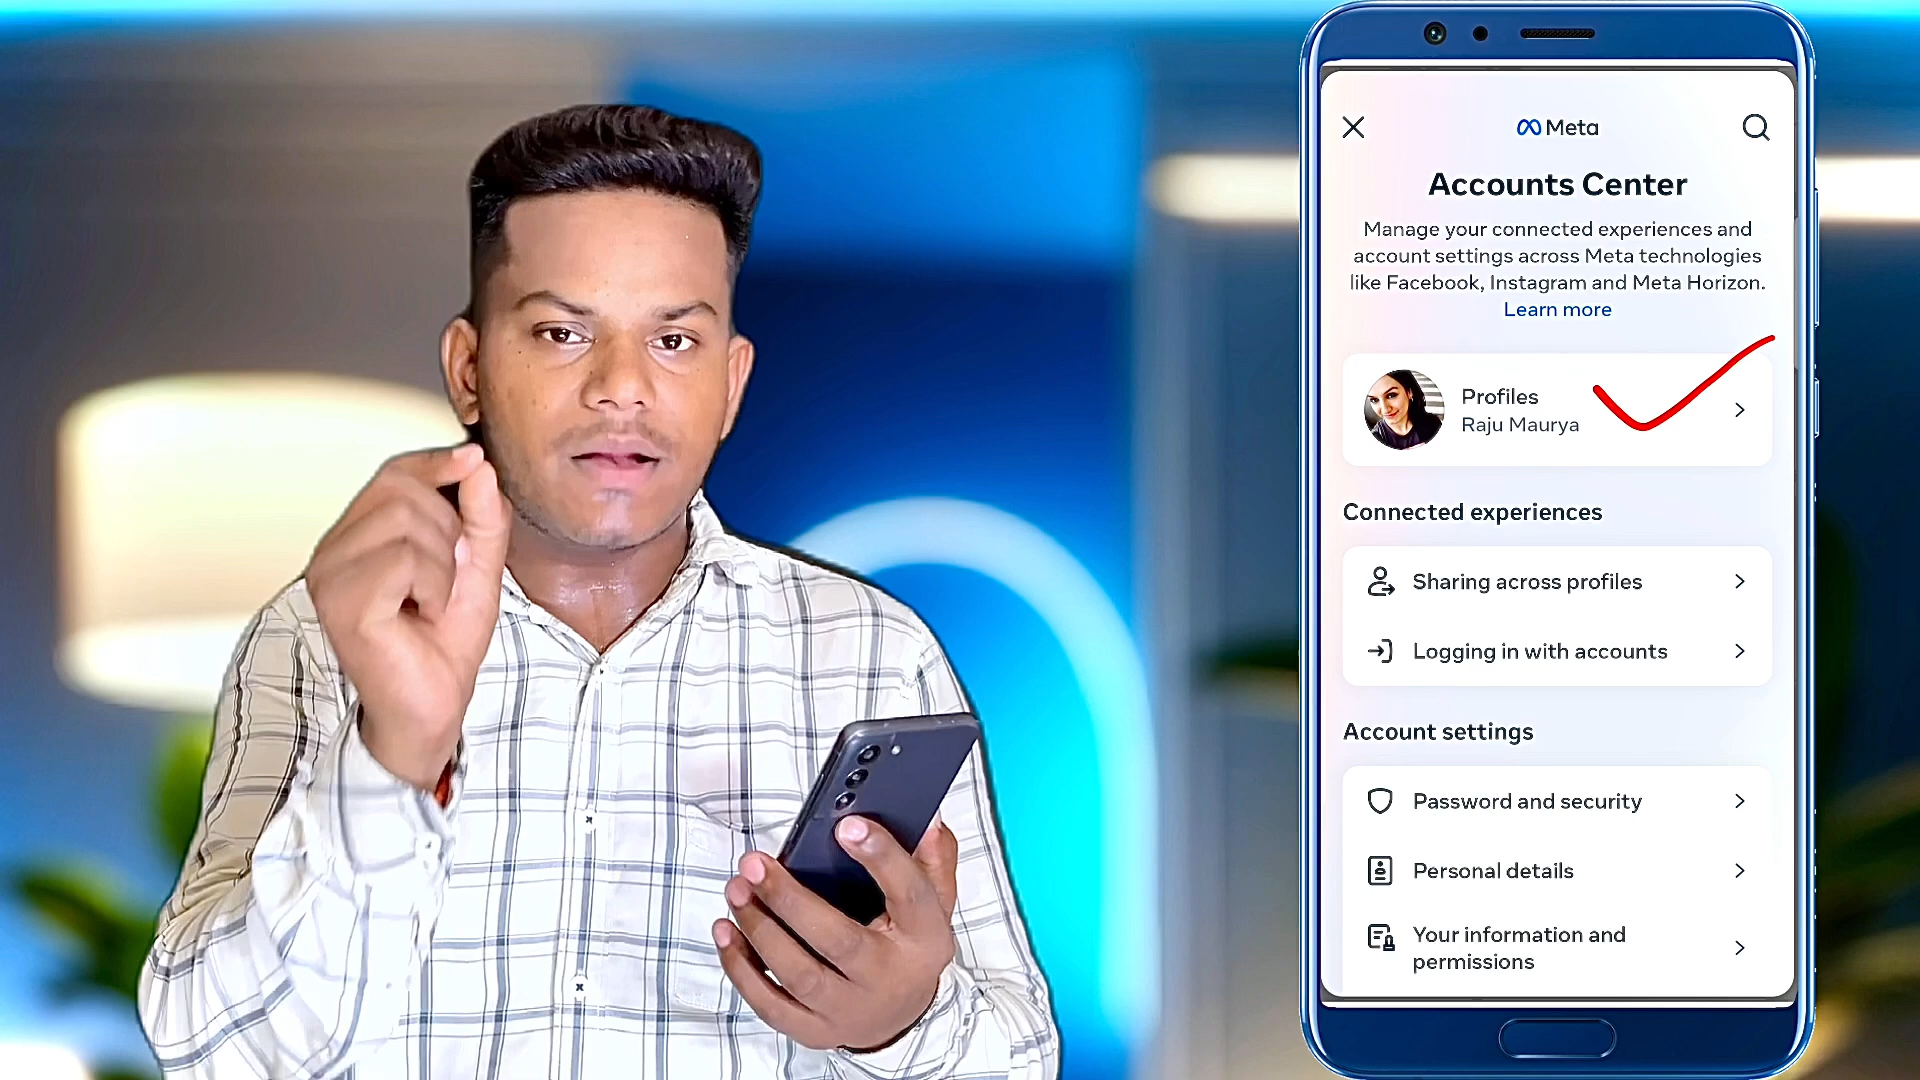 Meta
Accounts Center
Manage your connected experiences and
account settings across Meta technologies
like Facebook, Instagram and Meta Horizon.
Learn more
Profiles
Raju Maurya
Connected experiences
Sharing across profiles
Logging in with accounts
Account settings
Password and security
Personal details
Your information and
permissions